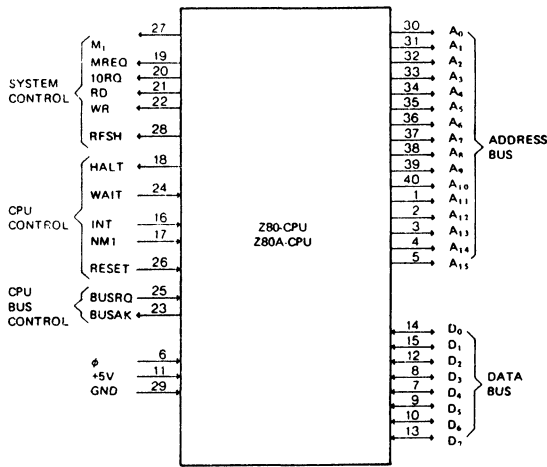 27
M₁
MREQ 19
10RQ 20
RD 21
WR 22
RFSH 28
SYSTEM
CONTROL
HALT 18
WAIT 24
INT 16
NM1 17
RESET 26
CPU
CONTROL
BUSRQ 25
BUSAK 23
CPU
BUS
CONTROL
φ 6
+5V 11
GND 29
Z80-CPU
Z80A-CPU
30 A₀
31 A₁
32 A₂
33 A₃
34 A₄
35 A₅
36 A₆
37 A₇
38 A₈
39 A₉
40 A₁₀
1 A₁₁
2 A₁₂
3 A₁₃
4 A₁₄
5 A₁₅
ADDRESS
BUS
14 D₀
15 D₁
12 D₂
8 D₃
7 D₄
9 D₅
10 D₆
13 D₇
DATA
BUS